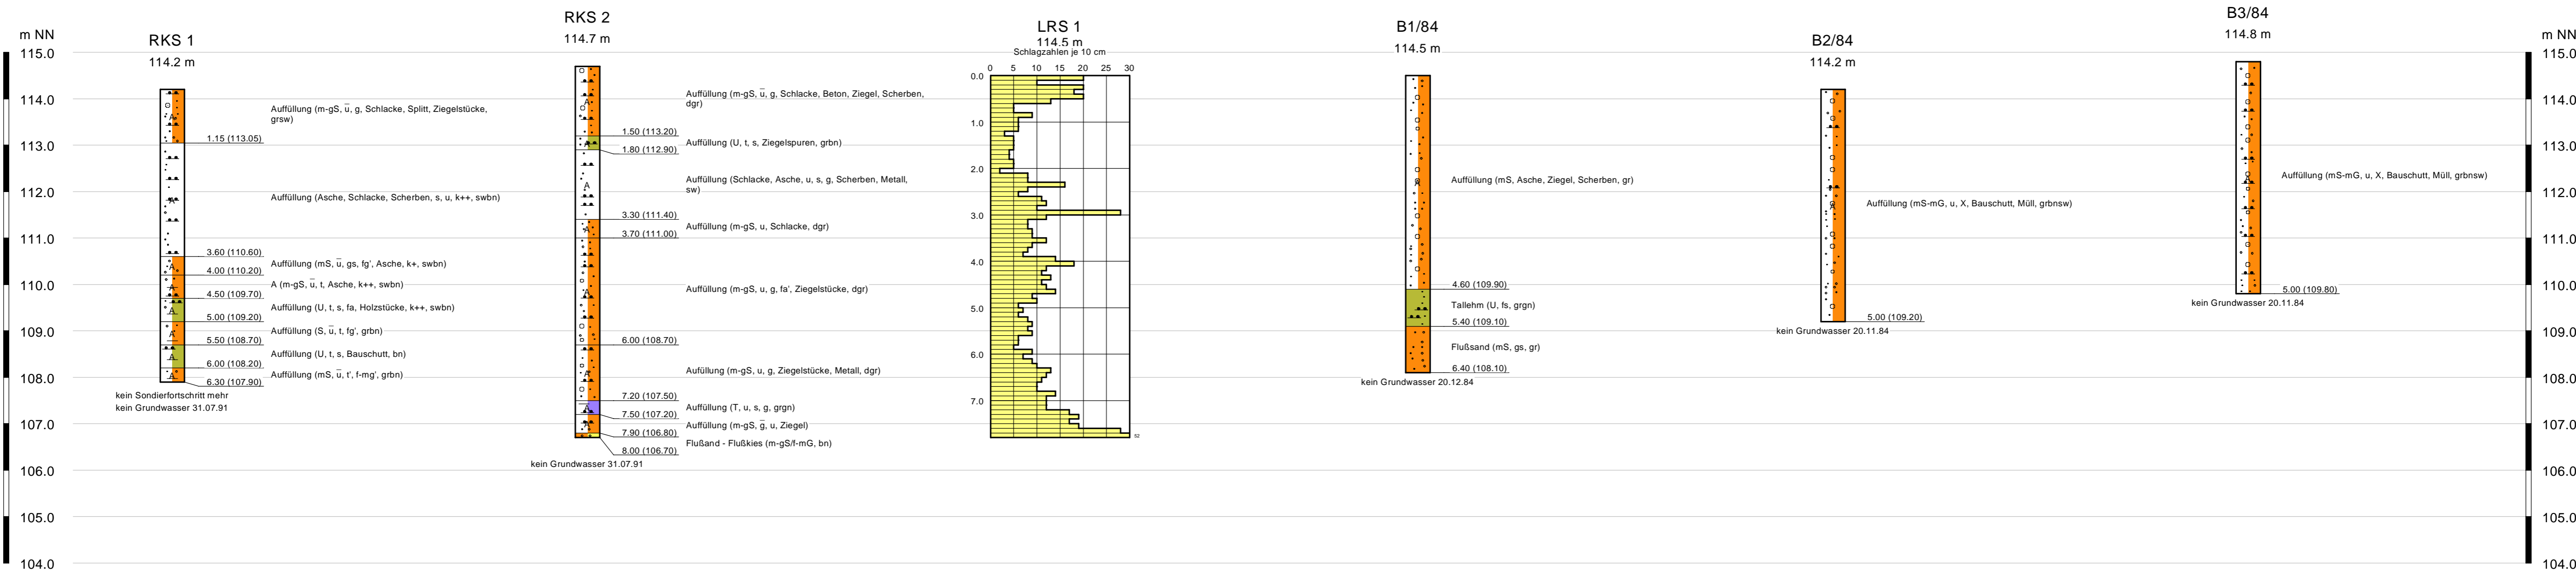 m NN
115.0
114.0
113.0
112.0
111.0
110.0
109.0
108.0
107.0
106.0
105.0
104.0
RKS 1
114.2 m
Auffüllung (m-gS, u̅, g, Schlacke, Splitt, Ziegelstücke,
grsw)
1.15 (113.05)
Auffüllung (Asche, Schlacke, Scherben, s, u, k++, swbn)
3.60 (110.60)
Auffüllung (mS, u̅, gs, fg', Asche, k+, swbn)
4.00 (110.20)
A (m-gS, u̅, t, Asche, k++, swbn)
4.50 (109.70)
Auffüllung (U, t, s, fa, Holzstücke, k++, swbn)
5.00 (109.20)
Auffüllung (S, u̅, t, fg', grbn)
5.50 (108.70)
Auffüllung (U, t, s, Bauschutt, bn)
6.00 (108.20)
Auffüllung (mS, u̅, t', f-mg', grbn)
6.30 (107.90)
A
A
A
A
A
A
A
A
kein Sondierfortschritt mehr
kein Grundwasser 31.07.91
RKS 2
114.7 m
Auffüllung (m-gS, u̅, g, Schlacke, Beton, Ziegel, Scherben,
dgr)
1.50 (113.20)
Auffüllung (U, t, s, Ziegelspuren, grbn)
1.80 (112.90)
Auffüllung (Schlacke, Asche, u, s, g, Scherben, Metall,
sw)
3.30 (111.40)
Auffüllung (m-gS, u, Schlacke, dgr)
3.70 (111.00)
Auffüllung (m-gS, u, g, fa', Ziegelstücke, dgr)
6.00 (108.70)
Aufüllung (m-gS, u, g, Ziegelstücke, Metall, dgr)
7.20 (107.50)
Auffüllung (T, u, s, g, grgn)
7.50 (107.20)
Auffüllung (m-gS, g̅, u, Ziegel)
7.90 (106.80)
Flußand - Flußkies (m-gS/f-mG, bn)
8.00 (106.70)
A
A
A
A
A
A
A
A
kein Grundwasser 31.07.91
LRS 1
114.5 m
Schlagzahlen je 10 cm
0 5 10 15 20 25 30
0.0
1.0
2.0
3.0
4.0
5.0
6.0
7.0
52
B1/84
114.5 m
Auffüllung (mS, Asche, Ziegel, Scherben, gr)
4.60 (109.90)
Tallehm (U, fs, grgn)
5.40 (109.10)
Flußsand (mS, gs, gr)
6.40 (108.10)
A
kein Grundwasser 20.12.84
B2/84
114.2 m
Auffüllung (mS-mG, u, X, Bauschutt, Müll, grbnsw)
A
5.00 (109.20)
kein Grundwasser 20.11.84
B3/84
114.8 m
Auffüllung (mS-mG, u, X, Bauschutt, Müll, grbnsw)
A
5.00 (109.80)
kein Grundwasser 20.11.84
m NN
115.0
114.0
113.0
112.0
111.0
110.0
109.0
108.0
107.0
106.0
105.0
104.0